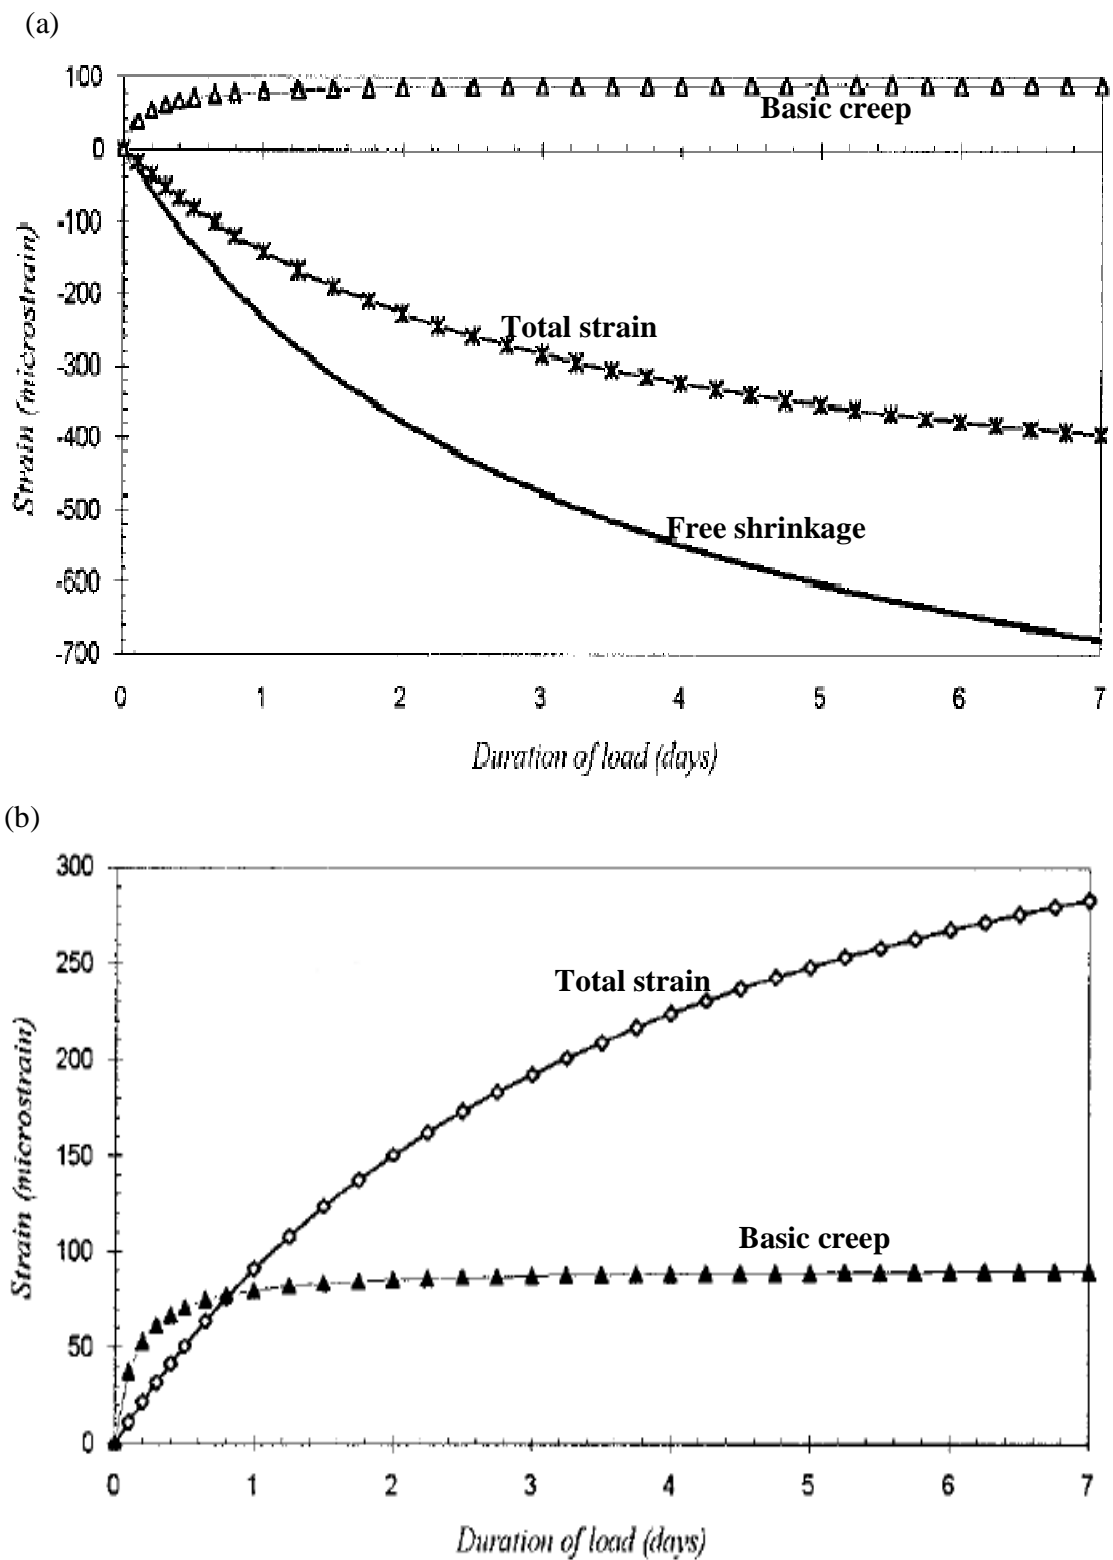 (a)
100
Basic creep
0
-100
-200
Total strain
-300
-400
-500
Free shrinkage
-600
-700
Strain (microstrain)
0 1 2 3 4 5 6 7
Duration of load (days)
(b)
300
250
Total strain
200
150
100
Basic creep
50
0
Strain (microstrain)
0 1 2 3 4 5 6 7
Duration of load (days)